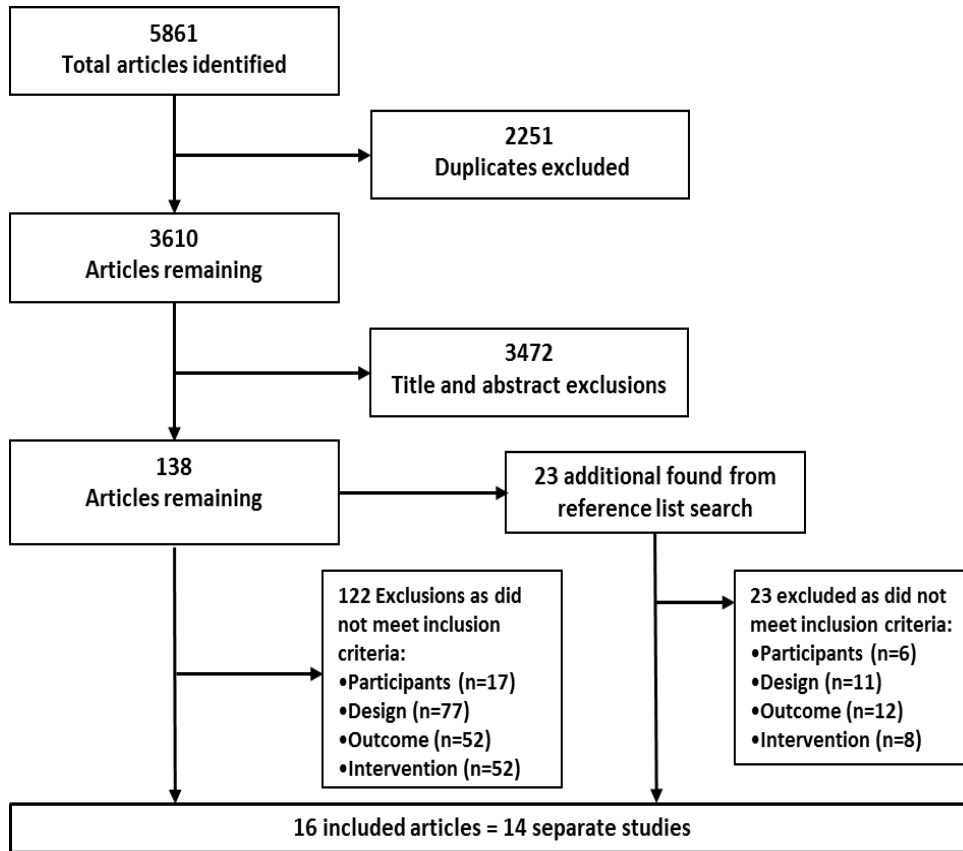 5861
Total articles identified
2251
Duplicates excluded
3610
Articles remaining
3472
Title and abstract exclusions
138
Articles remaining
23 additional found from
reference list search
122 Exclusions as did
not meet inclusion
criteria:
•Participants (n=17)
•Design (n=77)
•Outcome (n=52)
•Intervention (n=52)
23 excluded as did not
meet inclusion criteria:
•Participants (n=6)
•Design (n=11)
•Outcome (n=12)
•Intervention (n=8)
16 included articles = 14 separate studies